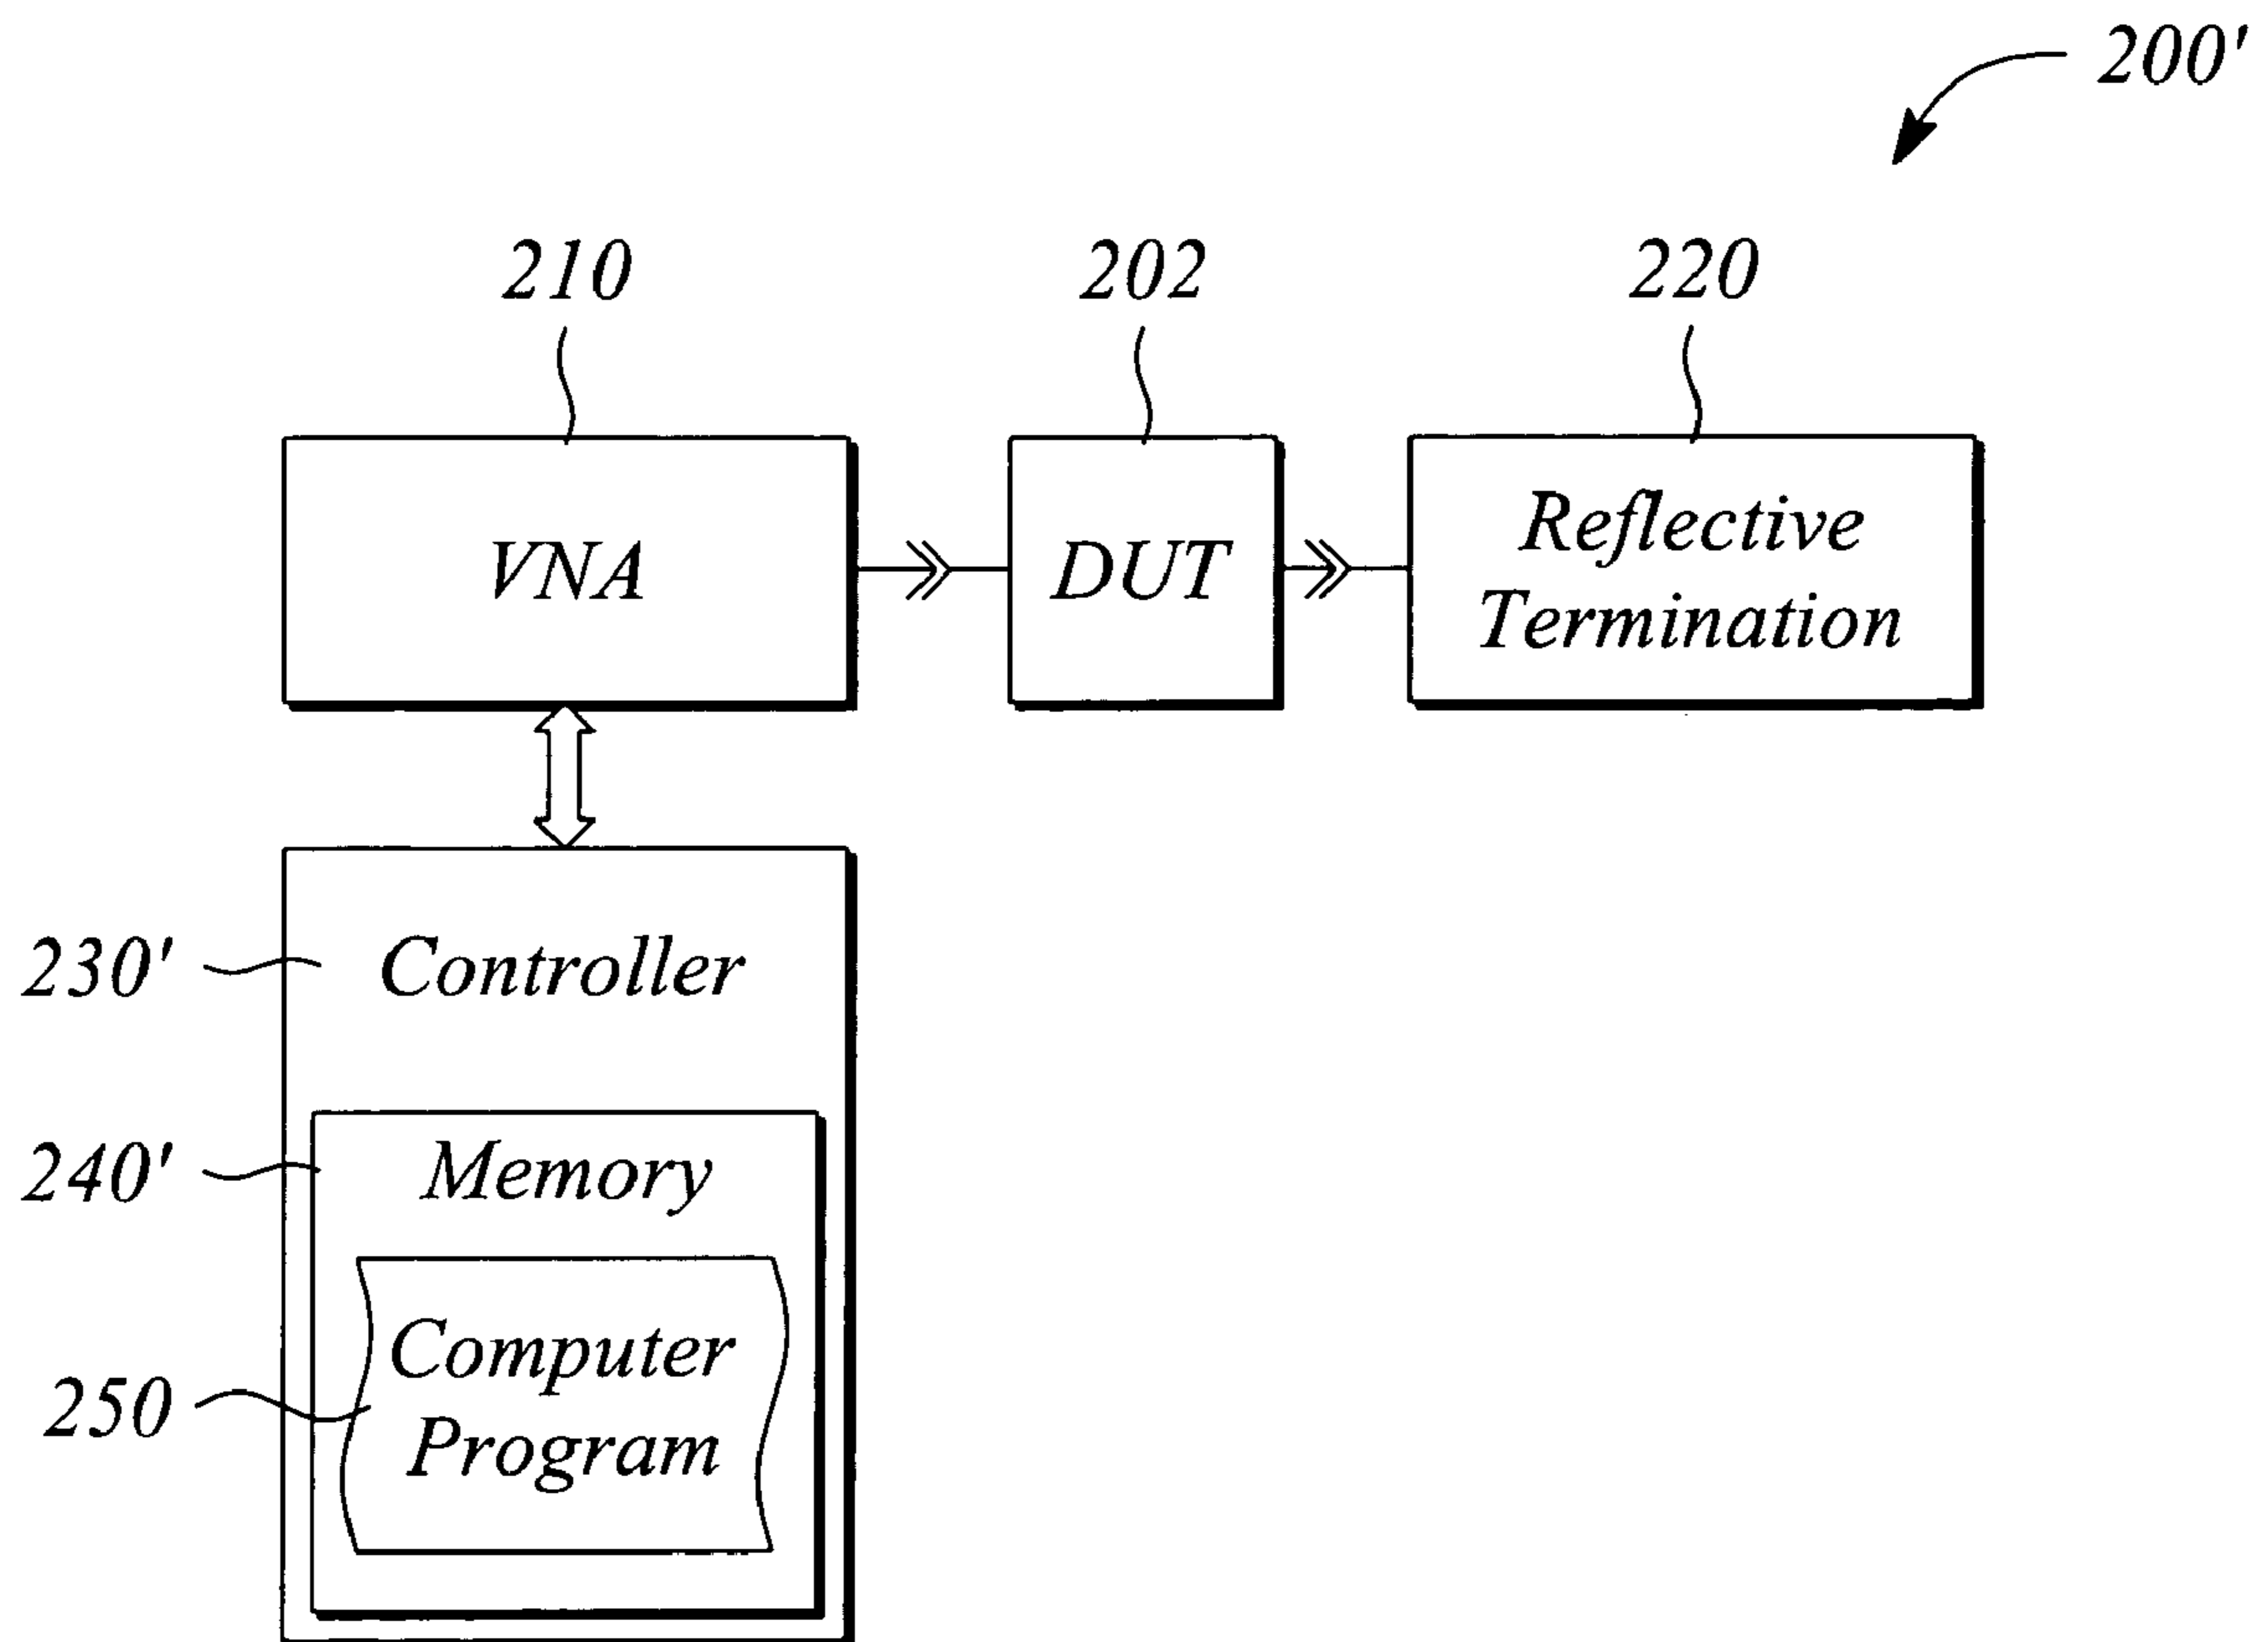 200'
210
202
220
VNA
DUT
Reflective
Termination
230'
Controller
240'
Memory
250
Computer
Program